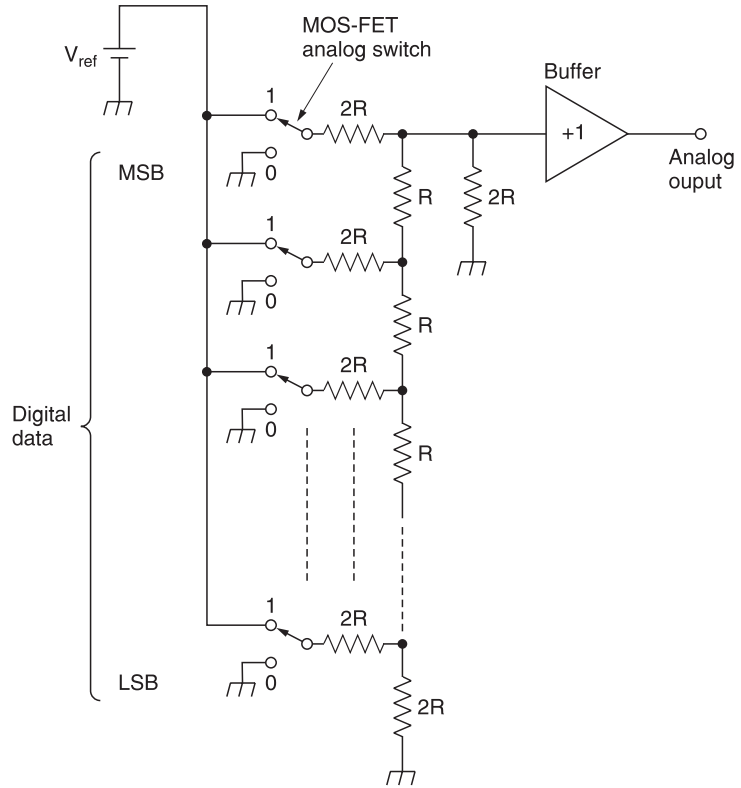 MOS-FET
analog switch
V ref
1
2R
Buffer
+1
Analog
ouput
MSB
0
R
2R
1
2R
0
R
1
2R
0
Digital
data
R
1
2R
LSB
0
2R